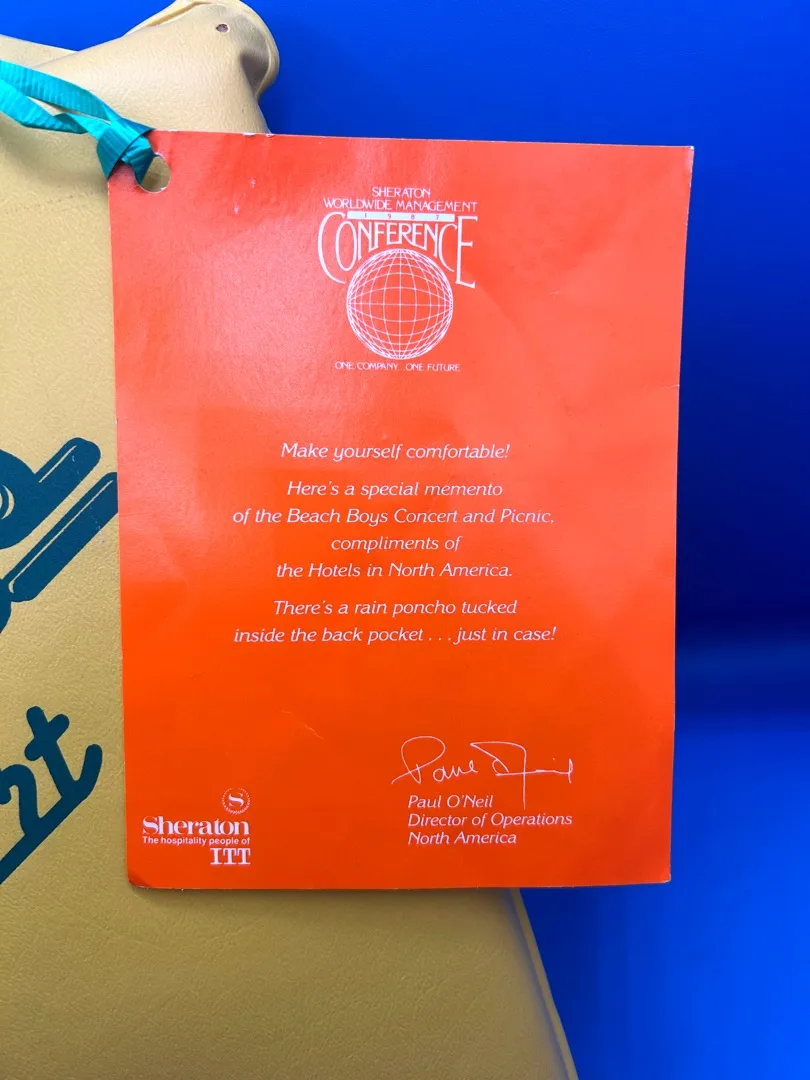 SHERATON
WORLDWIDE MANAGEMENT
1987
CONFERENCE
ONE COMPANY...ONE FUTURE
Make yourself comfortable!
Here's a special memento
of the Beach Boys Concert and Picnic,
compliments of
the Hotels in North America.
There's a rain poncho tucked
inside the back pocket . . . just in case!
Paul O'Neil
Paul O'Neil
Director of Operations
North America
S
Sheraton
The hospitality people of
ITT